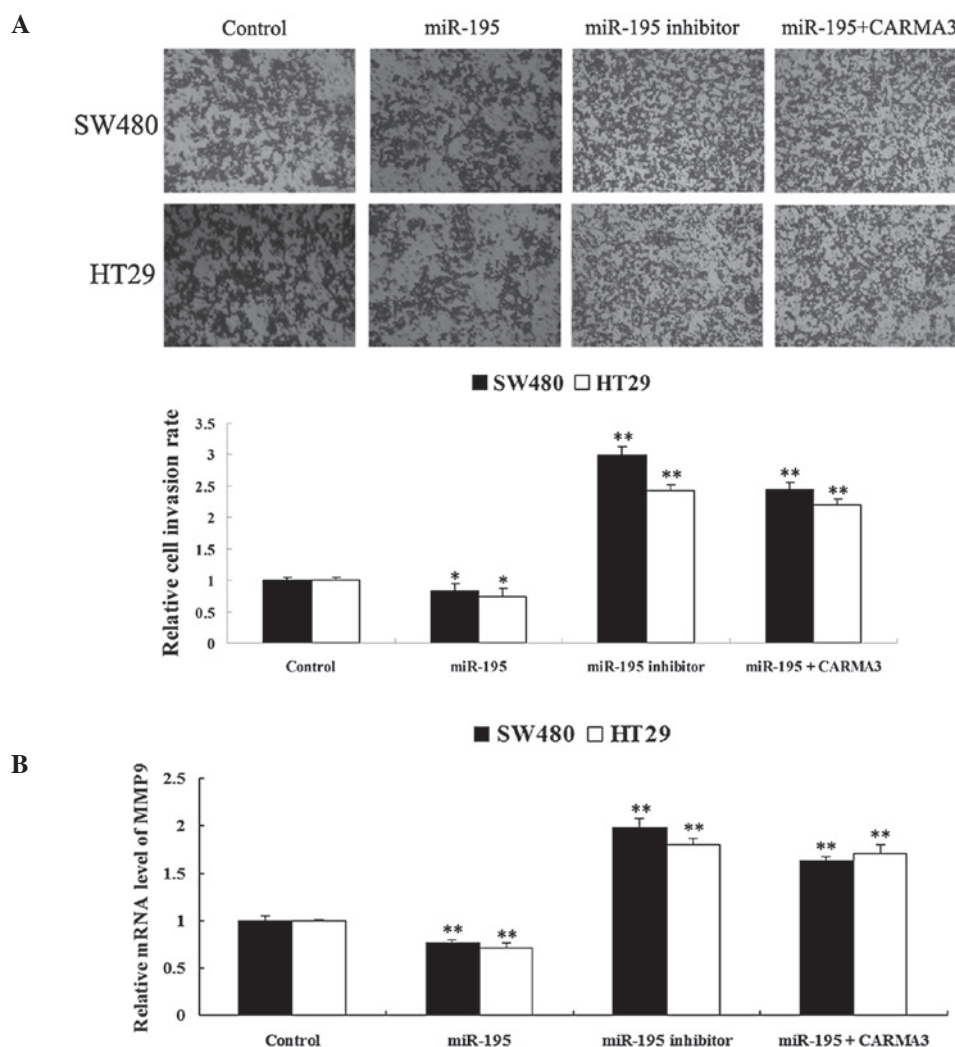 A
Control miR-195 miR-195 inhibitor miR-195+CARMA3
SW480
HT29
SW480 HT29
Relative cell invasion rate
3.5
3
2.5
2
1.5
1
0.5
0
* * ** ** ** **
Control miR-195 miR-195 inhibitor miR-195 + CARMA3
B
SW480 HT29
Relative mRNA level of MMP9
2.5
2
1.5
1
0.5
0
** ** ** ** ** **
Control miR-195 miR-195 inhibitor miR-195 + CARMA3